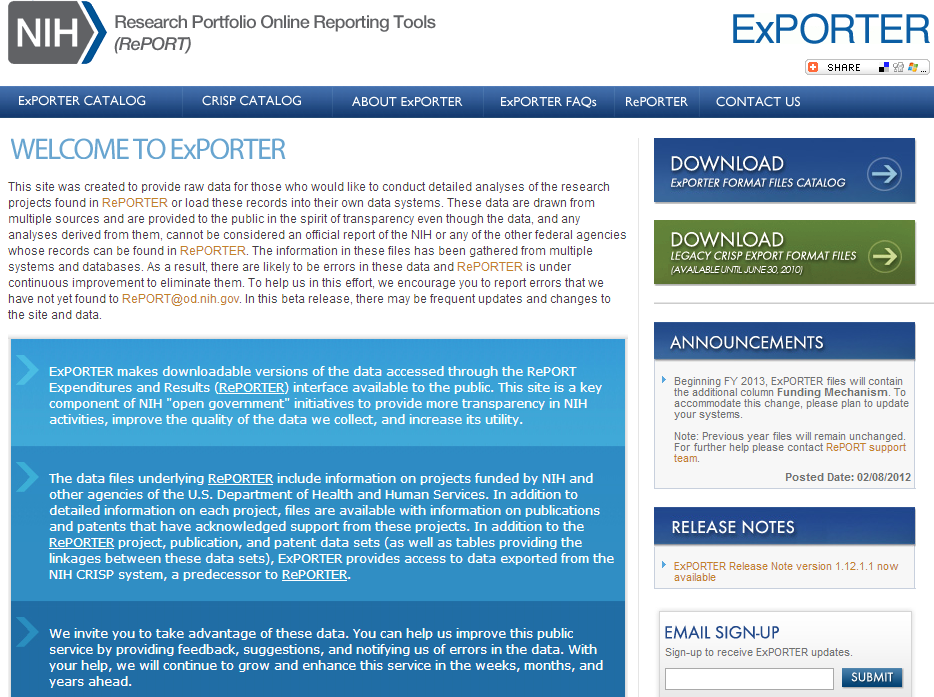 NIH
Research Portfolio Online Reporting Tools
(RePORT)
ExPORTER
SHARE
...
ExPORTER CATALOG
CRISP CATALOG
ABOUT ExPORTER
ExPORTER FAQs
RePORTER
CONTACT US
WELCOME TO ExPORTER
This site was created to provide raw data for those who would like to conduct detailed analyses of the research
projects found in RePORTER or load these records into their own data systems. These data are drawn from
multiple sources and are provided to the public in the spirit of transparency even though the data, and any
analyses derived from them, cannot be considered an official report of the NIH or any of the other federal agencies
whose records can be found in RePORTER. The information in these files has been gathered from multiple
systems and databases. As a result, there are likely to be errors in these data and RePORTER is under
continuous improvement to eliminate them. To help us in this effort, we encourage you to report errors that we
have not yet found to RePORT@od.nih.gov. In this beta release, there may be frequent updates and changes to
the site and data.
ExPORTER makes downloadable versions of the data accessed through the RePORT
Expenditures and Results (RePORTER) interface available to the public. This site is a key
component of NIH "open government" initiatives to provide more transparency in NIH
activities, improve the quality of the data we collect, and increase its utility.
The data files underlying RePORTER include information on projects funded by NIH and
other agencies of the U.S. Department of Health and Human Services. In addition to
detailed information on each project, files are available with information on publications
and patents that have acknowledged support from these projects. In addition to the
RePORTER project, publication, and patent data sets (as well as tables providing the
linkages between these data sets), ExPORTER provides access to data exported from the
NIH CRISP system, a predecessor to RePORTER.
We invite you to take advantage of these data. You can help us improve this public
service by providing feedback, suggestions, and notifying us of errors in the data. With
your help, we will continue to grow and enhance this service in the weeks, months, and
years ahead.
DOWNLOAD
ExPORTER FORMAT FILES CATALOG
DOWNLOAD
LEGACY CRISP EXPORT FORMAT FILES
(AVAILABLE UNTIL JUNE 30, 2010)
ANNOUNCEMENTS
Beginning FY 2013, ExPORTER files will contain
the additional column Funding Mechanism. To
accommodate this change, please plan to update
your systems.
Note: Previous year files will remain unchanged.
For further help please contact RePORT support
team.
Posted Date: 02/08/2012
RELEASE NOTES
ExPORTER Release Note version 1.12.1.1 now
available
EMAIL SIGN-UP
Sign-up to receive ExPORTER updates.
SUBMIT